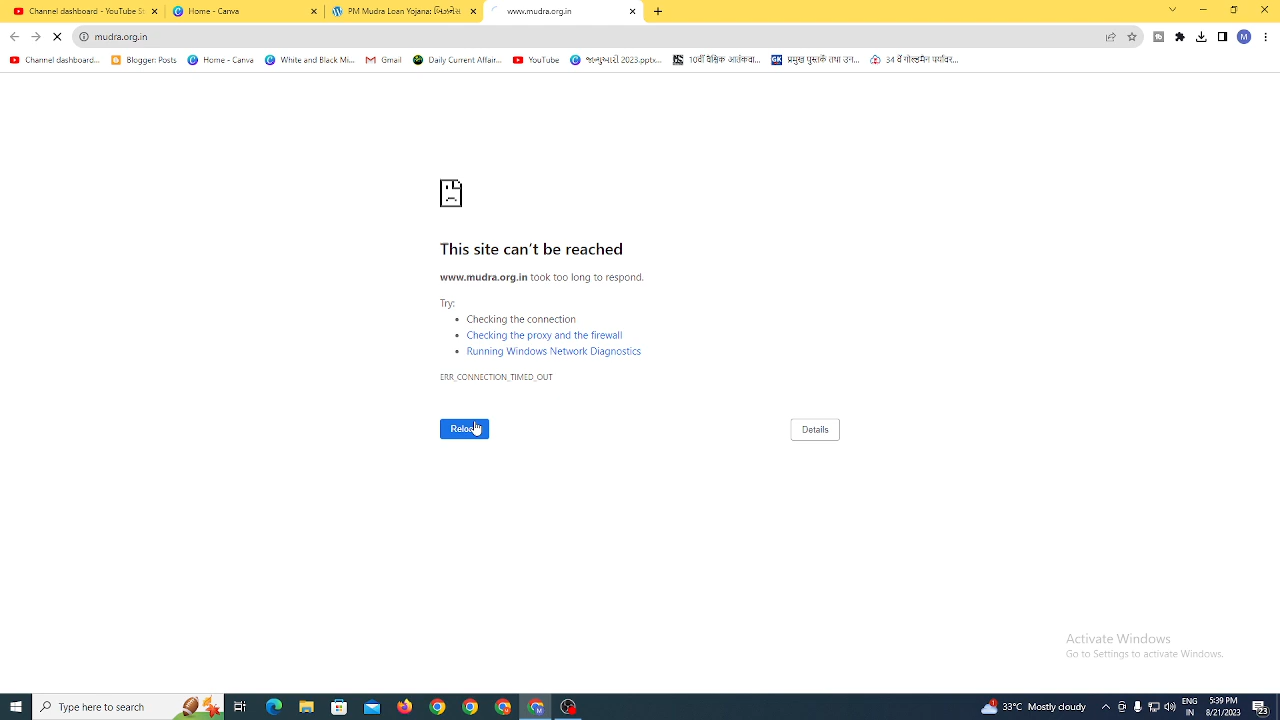 Channel dashboard - YouTube St
Home - Canva
PM Mudra Loan Yojana:
www.mudra.org.in
mudra.org.in
Channel dashboard...
Blogger: Posts
Home - Canva
White and Black Mi...
Gmail
Daily Current Affair...
YouTube
2023.pptx...
This site can't be reached
www.mudra.org.in took too long to respond.
Try:
• Checking the connection
• Checking the proxy and the firewall
• Running Windows Network Diagnostics
ERR_CONNECTION_TIMED_OUT
Reload
Details
Activate Windows
Go to Settings to activate Windows.
Type here to search
33°C Mostly cloudy
ENG
IN
5:39 PM
8/21/2023